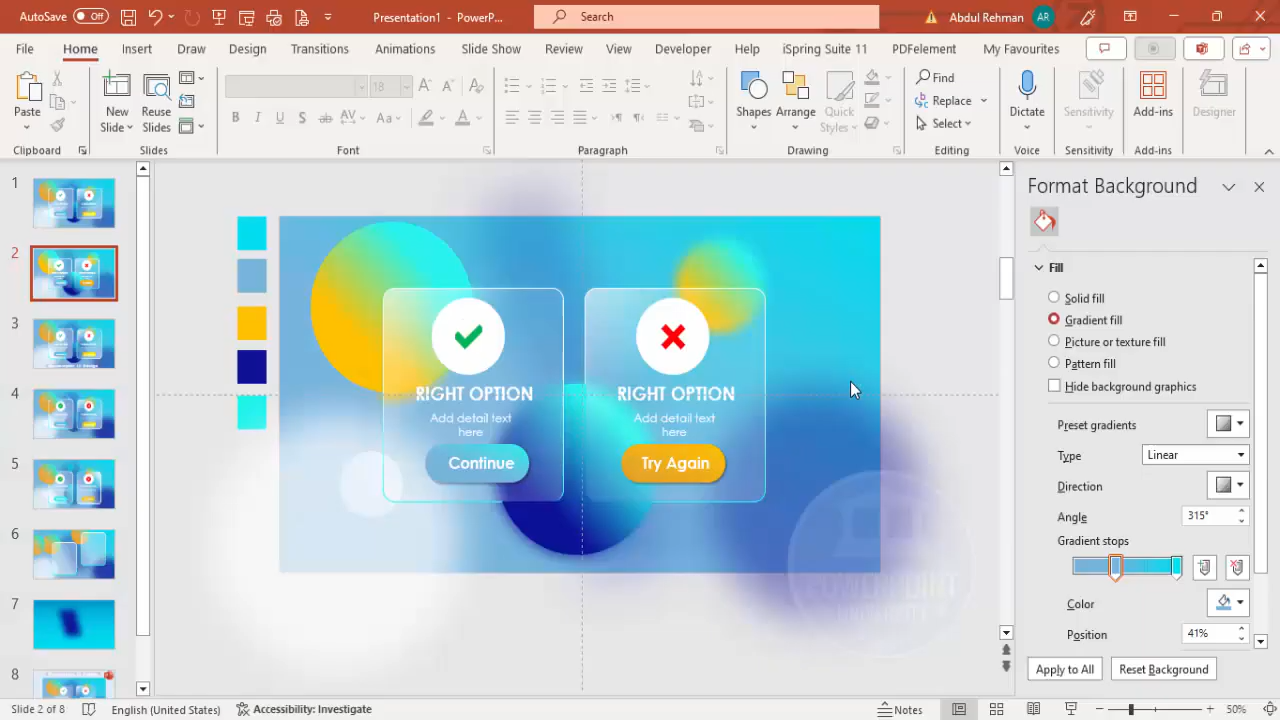 AutoSave Off Presentation1 - PowerP... Search Abdul Rehman AR
File Home Insert Draw Design Transitions Animations Slide Show Review View Developer Help iSpring Suite 11 PDFelement My Favourites
Paste New Slide Reuse Slides 18 Shapes Arrange Quick Styles Find Replace Select Dictate Sensitivity Add-ins Designer
Clipboard Slides Font Paragraph Drawing Editing Voice Sensitivity Add-ins
1
2
3
4
5
6
7
8
RIGHT OPTION
Add detail text
here
Continue
RIGHT OPTION
Add detail text
here
Try Again
Format Background
Fill
Solid fill
Gradient fill
Picture or texture fill
Pattern fill
Hide background graphics
Preset gradients
Type Linear
Direction
Angle 315°
Gradient stops
Color
Position 41%
Apply to All Reset Background
Slide 2 of 8 English (United States) Accessibility: Investigate Notes 50%